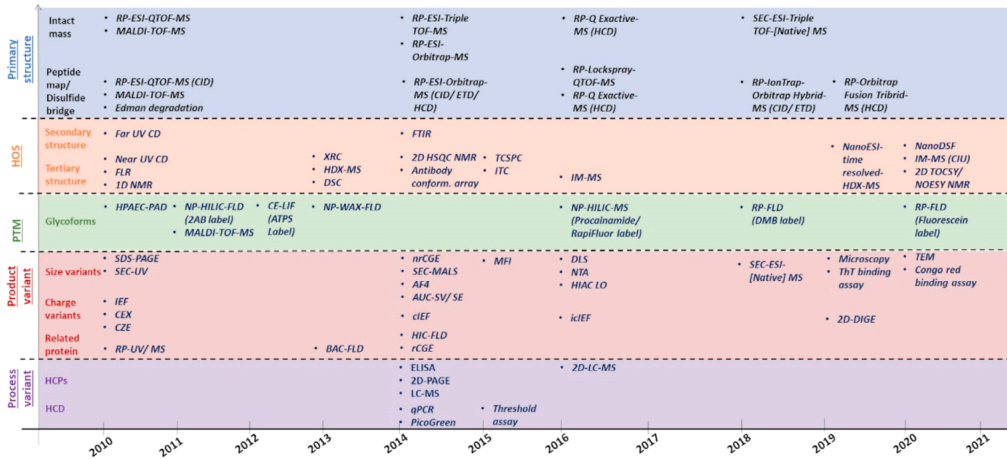 Primary structure
Intact mass
• RP-ESI-QTOF-MS
• MALDI-TOF-MS
• RP-ESI-Triple
TOF-MS
• RP-ESI-
Orbitrap-MS
• RP-Q Exactive-
MS (HCD)
• SEC-ESI-Triple
TOF-[Native] MS
Peptide
map/
Disulfide
bridge
• RP-ESI-QTOF-MS (CID)
• MALDI-TOF-MS
• Edman degradation
• RP-ESI-Orbitrap-
MS (CID/ ETD/
HCD)
• RP-Lockspray-
QTOF-MS
• RP-Q Exactive-
MS (HCD)
• RP-IonTrap-
Orbitrap Hybrid-
MS (CID/ ETD)
• RP-Orbitrap
Fusion Tribrid-
MS (HCD)
HOS
Secondary
structure
• Far UV CD
• FTIR
Tertiary
structure
• Near UV CD
• FLR
• 1D NMR
• XRC
• HDX-MS
• DSC
• 2D HSQC NMR
• Antibody
conform. array
• TCSPC
• ITC
• IM-MS
• NanoESI-
time
resolved-
HDX-MS
• NanoDSF
• IM-MS (CIU)
• 2D TOCSY/
NOESY NMR
PTM
Glycoforms
• HPAEC-PAD
• NP-HILIC-FLD
(2AB label)
• MALDI-TOF-MS
• CE-LIF
(ATPS
Label)
• NP-WAX-FLD
• NP-HILIC-MS
(Procainamide/
RapiFluor label)
• RP-FLD
(DMB label)
• RP-FLD
(Fluorescein
label)
Product variant
Size variants
• SDS-PAGE
• SEC-UV
• nrCGE
• SEC-MALS
• AF4
• AUC-SV/ SE
• MFI
• DLS
• NTA
• HIAC LO
• SEC-ESI-
[Native] MS
• Microscopy
• ThT binding
assay
• TEM
• Congo red
binding assay
Charge
variants
• IEF
• CEX
• CZE
• cIEF
• icIEF
• 2D-DIGE
Related
protein
• RP-UV/ MS
• BAC-FLD
• HIC-FLD
• rCGE
Process variant
HCPs
• ELISA
• 2D-PAGE
• LC-MS
• 2D-LC-MS
HCD
• qPCR
• PicoGreen
• Threshold
assay
2010
2011
2012
2013
2014
2015
2016
2017
2018
2019
2020
2021